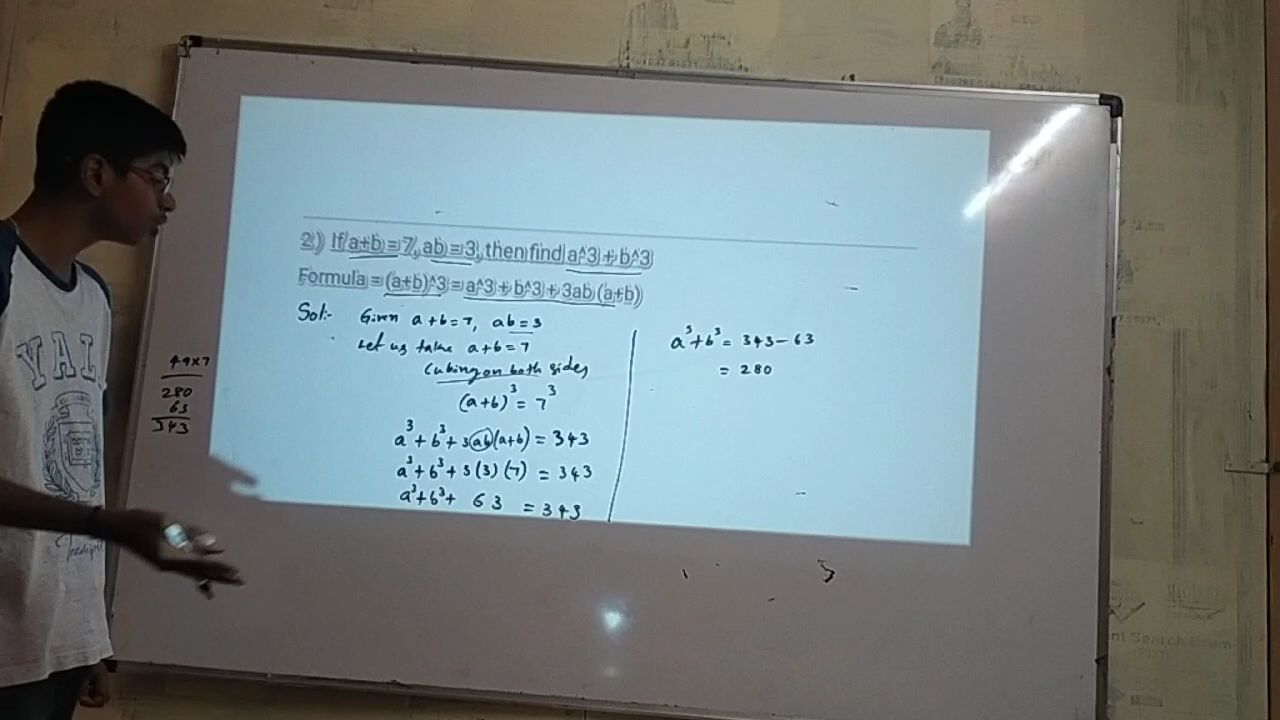 2) If a+b = 7, ab = 3, then find a^3 + b^3
Formula = (a+b)^3 = a^3 + b^3 + 3ab (a+b)
Sol:- Given a+b=7, ab=3
Let us take a+b=7
Cubing on both sides
(a+b)³ = 7³
a³+b³+3ab(a+b) = 343
a³+b³+3(3)(7) = 343
a³+b³+ 63 = 343
a³+b³ = 343-63
= 280
49×7
280
63
343
YAL